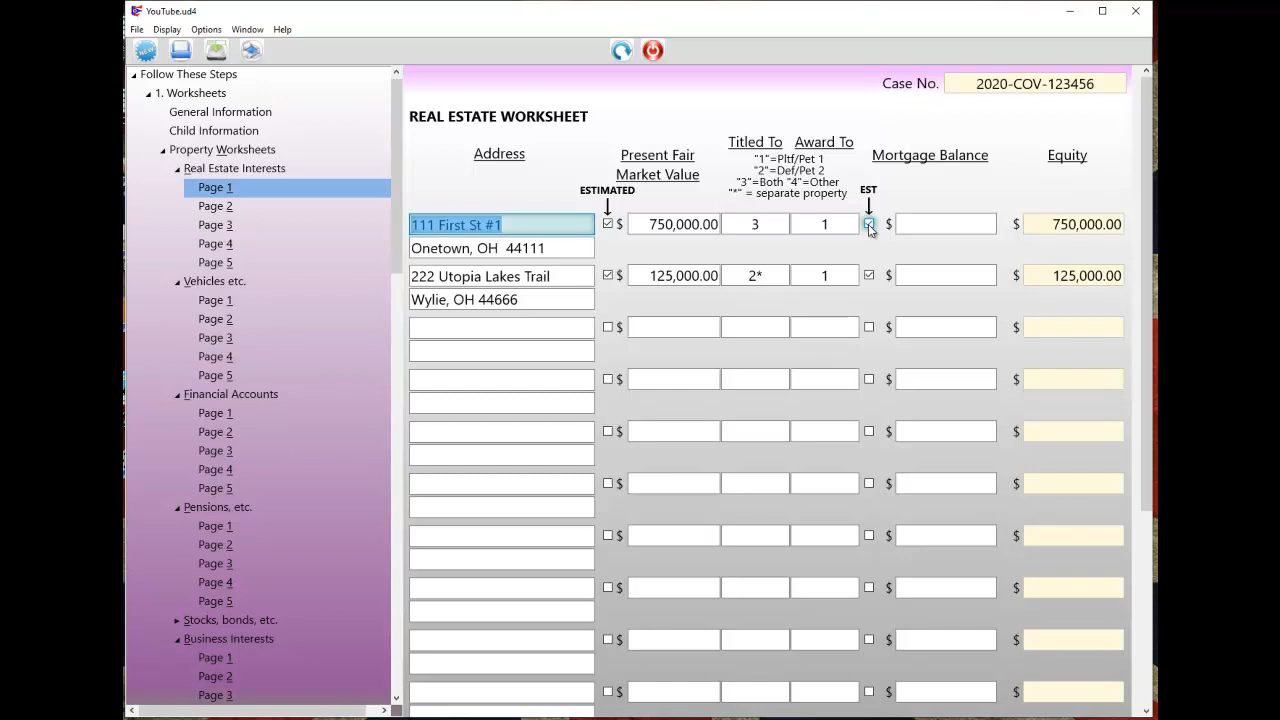 YouTube.ud4
File Display Options Window Help
NEW
Follow These Steps
1. Worksheets
General Information
Child Information
Property Worksheets
Real Estate Interests
Page 1
Page 2
Page 3
Page 4
Page 5
Vehicles etc.
Page 1
Page 2
Page 3
Page 4
Page 5
Financial Accounts
Page 1
Page 2
Page 3
Page 4
Page 5
Pensions, etc.
Page 1
Page 2
Page 3
Page 4
Page 5
Stocks, bonds, etc.
Business Interests
Page 1
Page 2
Page 3
Case No. 2020-COV-123456
REAL ESTATE WORKSHEET
Address
Present Fair
Market Value
ESTIMATED
Titled To Award To
"1"=Pltf/Pet 1
"2"=Def/Pet 2
"3"=Both "4"=Other
"*" = separate property
Mortgage Balance
EST
Equity
111 First St #1 $ 750,000.00 3 1 $ $ 750,000.00
Onetown, OH 44111
222 Utopia Lakes Trail $ 125,000.00 2* 1 $ $ 125,000.00
Wylie, OH 44666
$ $ $
$ $ $
$ $ $
$ $ $
$ $ $
$ $ $
$ $ $
$ $ $